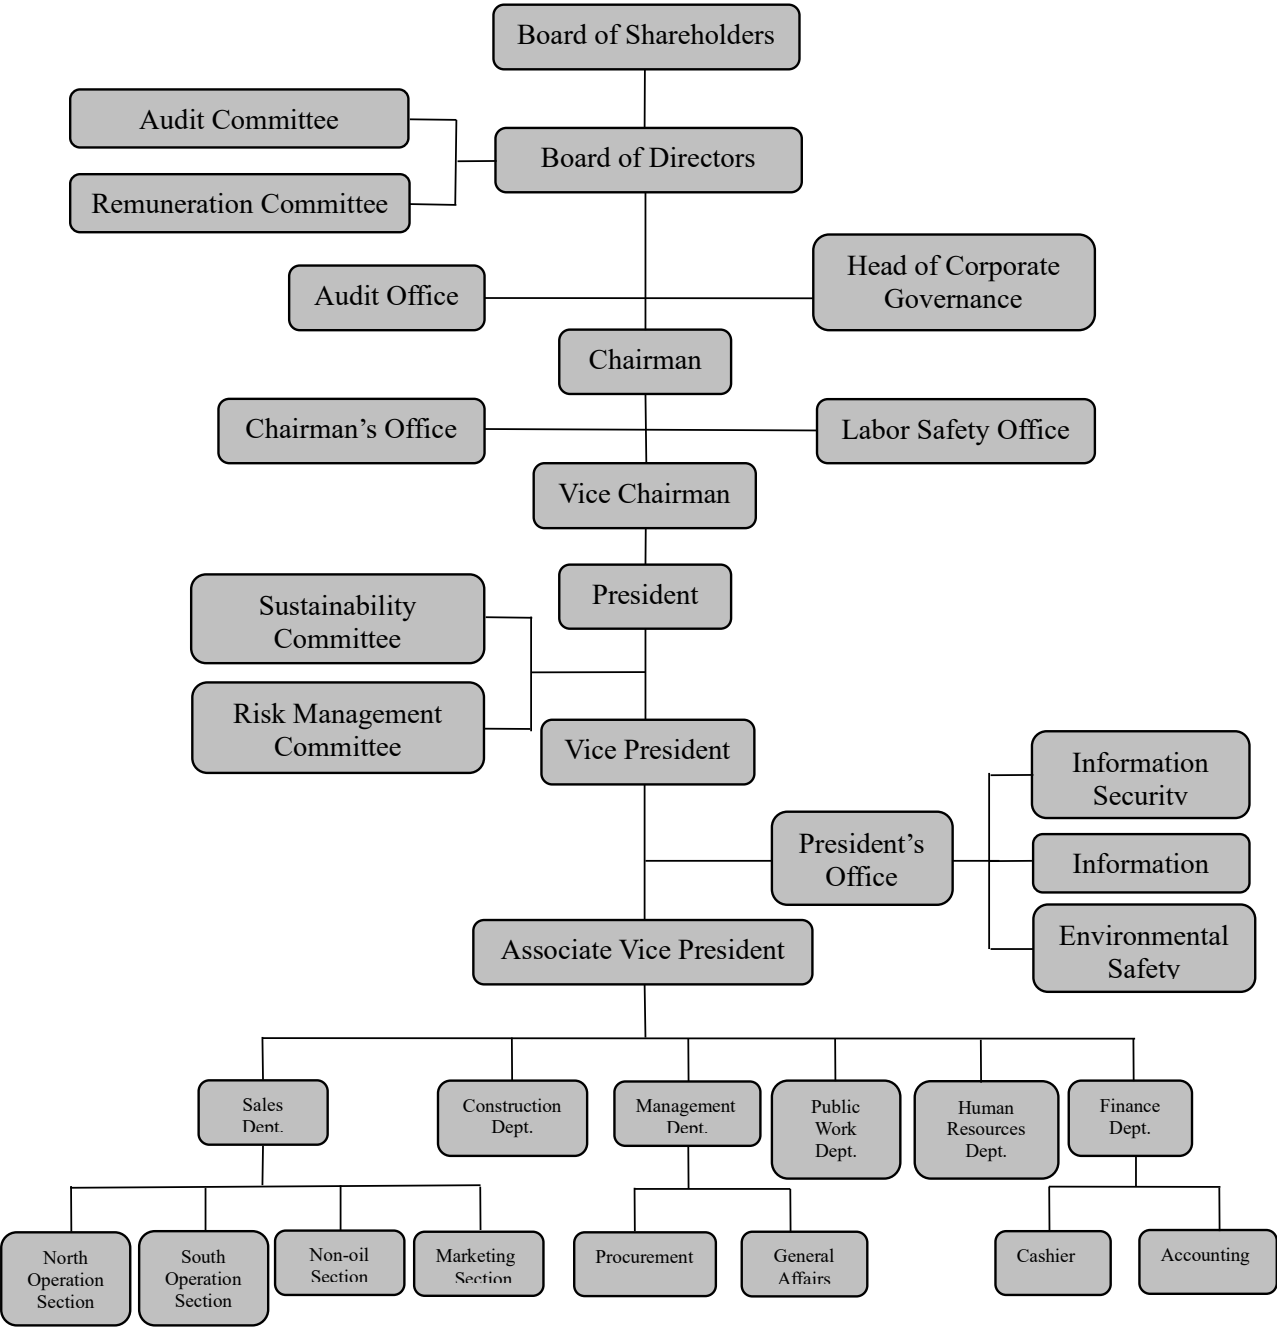 Board of Shareholders
Audit Committee
Board of Directors
Remuneration Committee
Head of Corporate
Governance
Audit Office
Chairman
Chairman’s Office
Labor Safety Office
Vice Chairman
President
Sustainability
Committee
Risk Management
Committee
Vice President
Information
Security
President’s
Office
Information
Environmental
Safety
Associate Vice President
Sales
Dept.
Construction
Dept.
Management
Dept.
Public
Work
Dept.
Human
Resources
Dept.
Finance
Dept.
North
Operation
Section
South
Operation
Section
Non-oil
Section
Marketing
Section
Procurement
General
Affairs
Cashier
Accounting